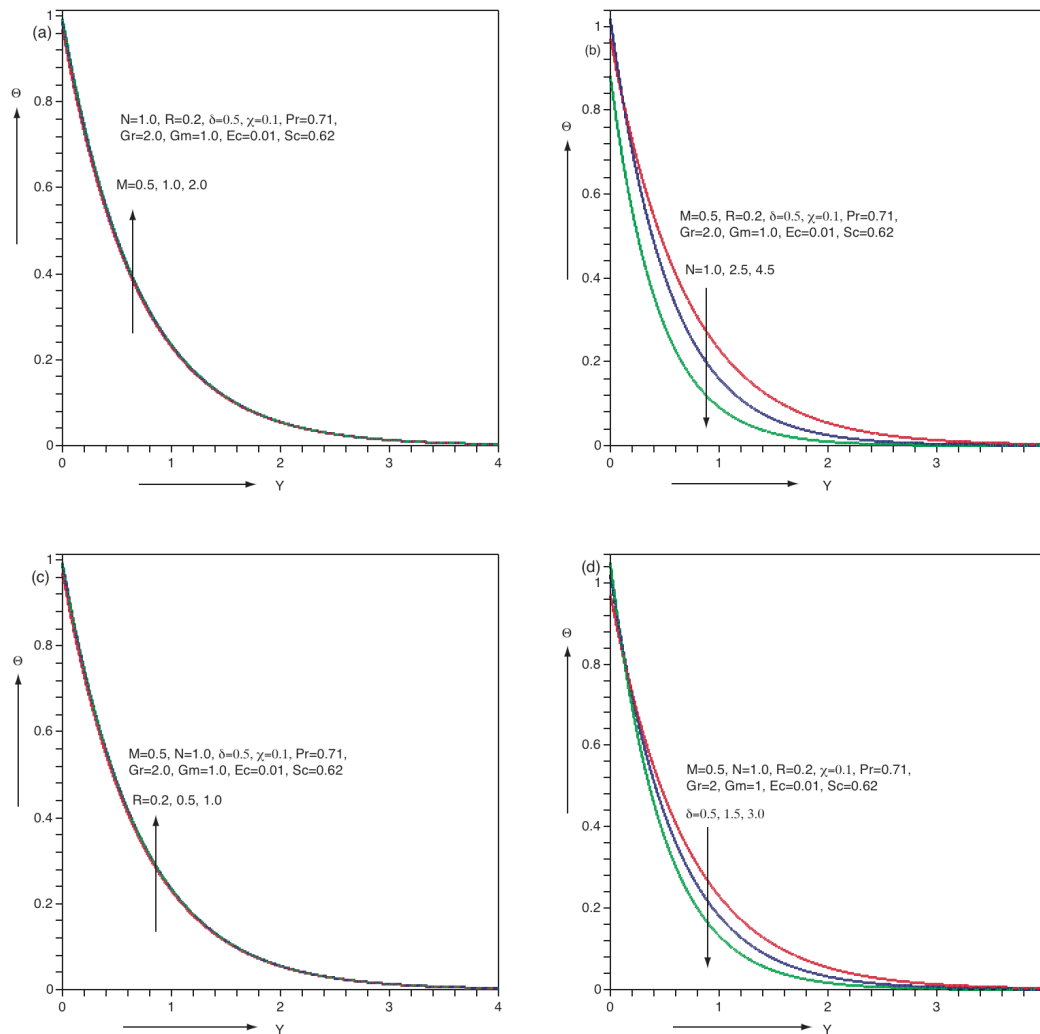 (a)
1
0.8
0.6
0.4
0.2
0
Θ
N=1.0, R=0.2, δ=0.5, χ=0.1, Pr=0.71,
Gr=2.0, Gm=1.0, Ec=0.01, Sc=0.62
M=0.5, 1.0, 2.0
0 1 2 3 4
Y
(b)
1
0.8
0.6
0.4
0.2
0
Θ
M=0.5, R=0.2, δ=0.5, χ=0.1, Pr=0.71,
Gr=2.0, Gm=1.0, Ec=0.01, Sc=0.62
N=1.0, 2.5, 4.5
0 1 2 3
Y
(c)
1
0.8
0.6
0.4
0.2
0
Θ
M=0.5, N=1.0, δ=0.5, χ=0.1, Pr=0.71,
Gr=2.0, Gm=1.0, Ec=0.01, Sc=0.62
R=0.2, 0.5, 1.0
0 1 2 3 4
Y
(d)
1
0.8
0.6
0.4
0.2
0
Θ
M=0.5, N=1.0, R=0.2, χ=0.1, Pr=0.71,
Gr=2, Gm=1, Ec=0.01, Sc=0.62
δ=0.5, 1.5, 3.0
0 1 2 3
Y